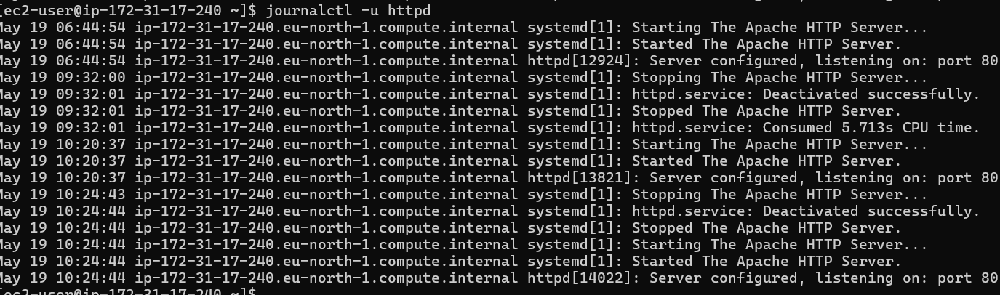 [ec2-user@ip-172-31-17-240 ~]$ journalctl -u httpd
May 19 06:44:54 ip-172-31-17-240.eu-north-1.compute.internal systemd[1]: Starting The Apache HTTP Server...
May 19 06:44:54 ip-172-31-17-240.eu-north-1.compute.internal systemd[1]: Started The Apache HTTP Server.
May 19 06:44:54 ip-172-31-17-240.eu-north-1.compute.internal httpd[12924]: Server configured, listening on: port 80
May 19 09:32:00 ip-172-31-17-240.eu-north-1.compute.internal systemd[1]: Stopping The Apache HTTP Server...
May 19 09:32:01 ip-172-31-17-240.eu-north-1.compute.internal systemd[1]: httpd.service: Deactivated successfully.
May 19 09:32:01 ip-172-31-17-240.eu-north-1.compute.internal systemd[1]: Stopped The Apache HTTP Server.
May 19 09:32:01 ip-172-31-17-240.eu-north-1.compute.internal systemd[1]: httpd.service: Consumed 5.713s CPU time.
May 19 10:20:37 ip-172-31-17-240.eu-north-1.compute.internal systemd[1]: Starting The Apache HTTP Server...
May 19 10:20:37 ip-172-31-17-240.eu-north-1.compute.internal systemd[1]: Started The Apache HTTP Server.
May 19 10:20:37 ip-172-31-17-240.eu-north-1.compute.internal httpd[13821]: Server configured, listening on: port 80
May 19 10:24:43 ip-172-31-17-240.eu-north-1.compute.internal systemd[1]: Stopping The Apache HTTP Server...
May 19 10:24:44 ip-172-31-17-240.eu-north-1.compute.internal systemd[1]: httpd.service: Deactivated successfully.
May 19 10:24:44 ip-172-31-17-240.eu-north-1.compute.internal systemd[1]: Stopped The Apache HTTP Server.
May 19 10:24:44 ip-172-31-17-240.eu-north-1.compute.internal systemd[1]: Starting The Apache HTTP Server...
May 19 10:24:44 ip-172-31-17-240.eu-north-1.compute.internal systemd[1]: Started The Apache HTTP Server.
May 19 10:24:44 ip-172-31-17-240.eu-north-1.compute.internal httpd[14022]: Server configured, listening on: port 80
[ec2-user@ip-172-31-17-240 ~]$